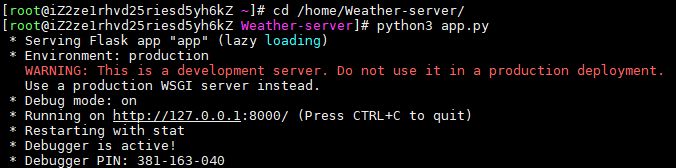 [root@iZ2ze1rhvd25riesd5yh6kZ ~]# cd /home/Weather-server/
[root@iZ2ze1rhvd25riesd5yh6kZ Weather-server]# python3 app.py
 * Serving Flask app "app" (lazy loading)
 * Environment: production
   WARNING: This is a development server. Do not use it in a production deployment.
   Use a production WSGI server instead.
 * Debug mode: on
 * Running on http://127.0.0.1:8000/ (Press CTRL+C to quit)
 * Restarting with stat
 * Debugger is active!
 * Debugger PIN: 381-163-040